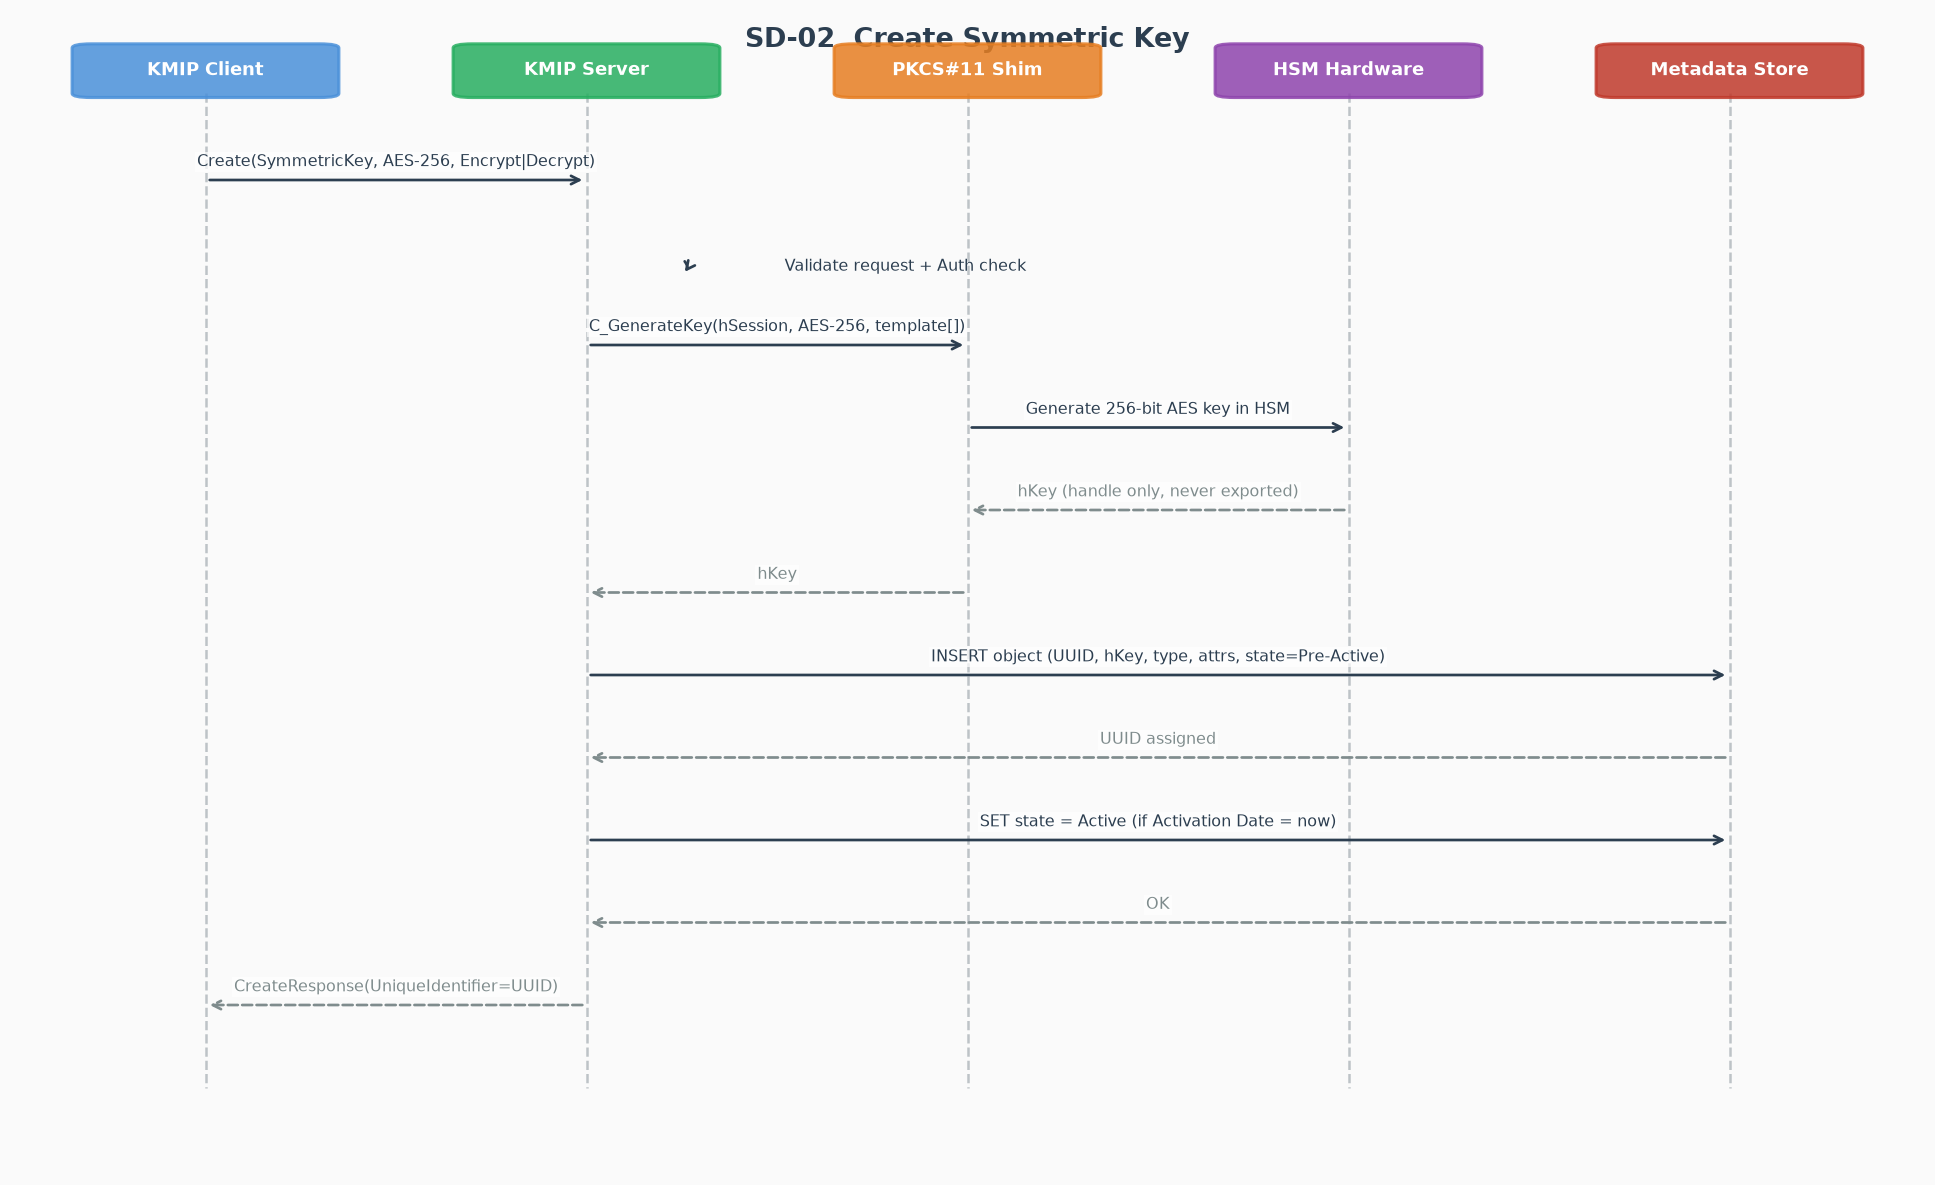 SD-02 Create Symmetric Key
KMIP Client
KMIP Server
PKCS#11 Shim
HSM Hardware
Metadata Store
Create(SymmetricKey, AES-256, Encrypt|Decrypt)
Validate request + Auth check
C_GenerateKey(hSession, AES-256, template[])
Generate 256-bit AES key in HSM
hKey (handle only, never exported)
hKey
INSERT object (UUID, hKey, type, attrs, state=Pre-Active)
UUID assigned
SET state = Active (if Activation Date = now)
OK
CreateResponse(UniqueIdentifier=UUID)